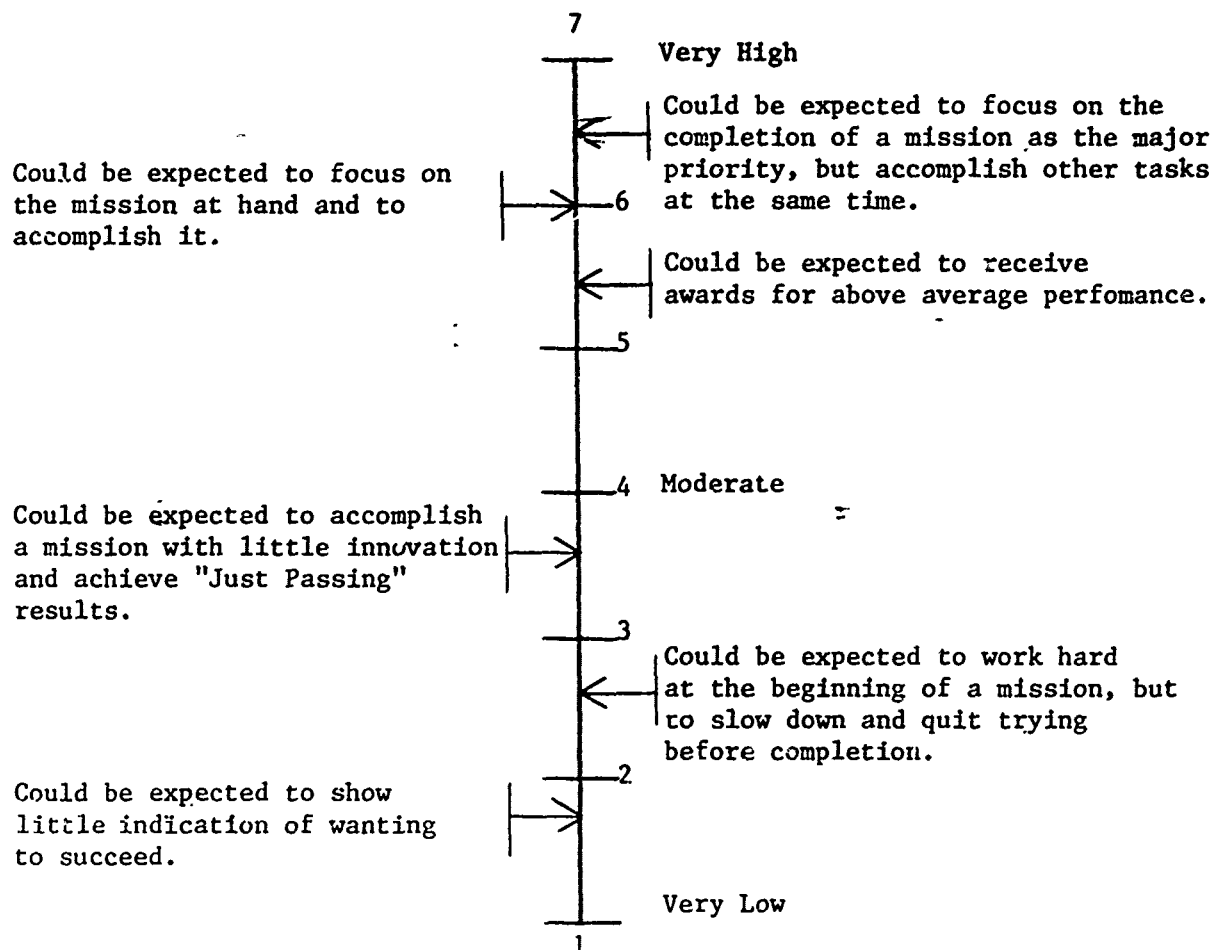 7
Very High
Could be expected to focus on the
completion of a mission as the major
priority, but accomplish other tasks
at the same time.
Could be expected to focus on
the mission at hand and to
accomplish it.
6
Could be expected to receive
awards for above average perfomance.
5
4 Moderate
Could be expected to accomplish
a mission with little innovation
and achieve "Just Passing"
results.
3
Could be expected to work hard
at the beginning of a mission, but
to slow down and quit trying
before completion.
2
Could be expected to show
little indication of wanting
to succeed.
Very Low
1